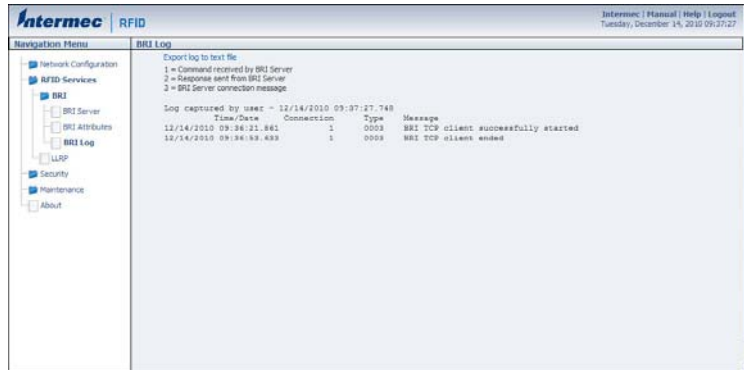 Intermec RFID
Intermec | Manual | Help | Logout
Tuesday, December 14, 2010 09:37:27
Navigation Menu
BRI Log
Network Configuration
RFID Services
BRI
BRI Server
BRI Attributes
BRI Log
LLRP
Security
Maintenance
About
Export log to text file
1 = Command received by BRI Server
2 = Response sent from BRI Server
3 = BRI Server connection message
Log captured by user - 12/14/2010 09:37:27.748
Time/Date Connection Type Message
12/14/2010 09:36:21.861 1 0003 BRI TCP client successfully started
12/14/2010 09:36:53.633 1 0003 BRI TCP client ended